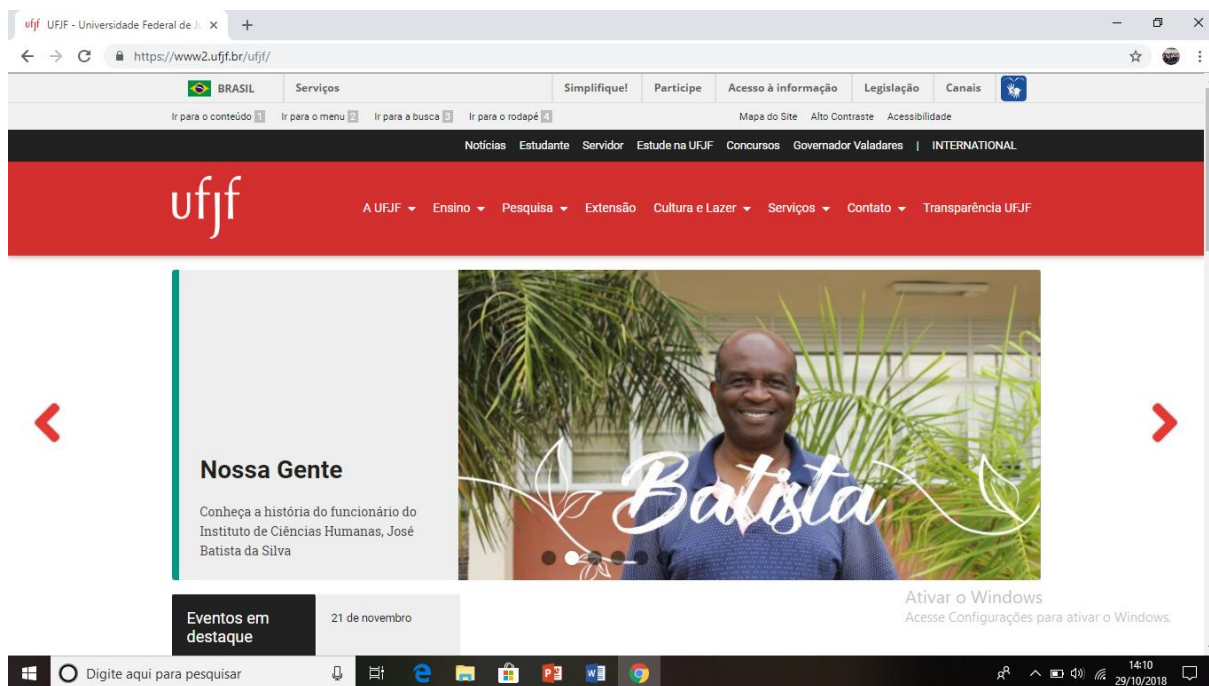 ufjf UFJF - Universidade Federal de J
https://www2.ufjf.br/ufjf/
BRASIL Serviços Simplifique! Participe Acesso à informação Legislação Canais
Ir para o conteúdo 1 Ir para o menu 2 Ir para a busca 3 Ir para o rodapé 4 Mapa do Site Alto Contraste Acessibilidade
Notícias Estudante Servidor Estude na UFJF Concursos Governador Valadares | INTERNATIONAL
ufjf
A UFJF Ensino Pesquisa Extensão Cultura e Lazer Serviços Contato Transparência UFJF
Nossa Gente
Conheça a história do funcionário do
Instituto de Ciências Humanas, José
Batista da Silva
Batista
Eventos em
destaque
21 de novembro
Ativar o Windows
Acesse Configurações para ativar o Windows.
Digite aqui para pesquisar
14:10
29/10/2018